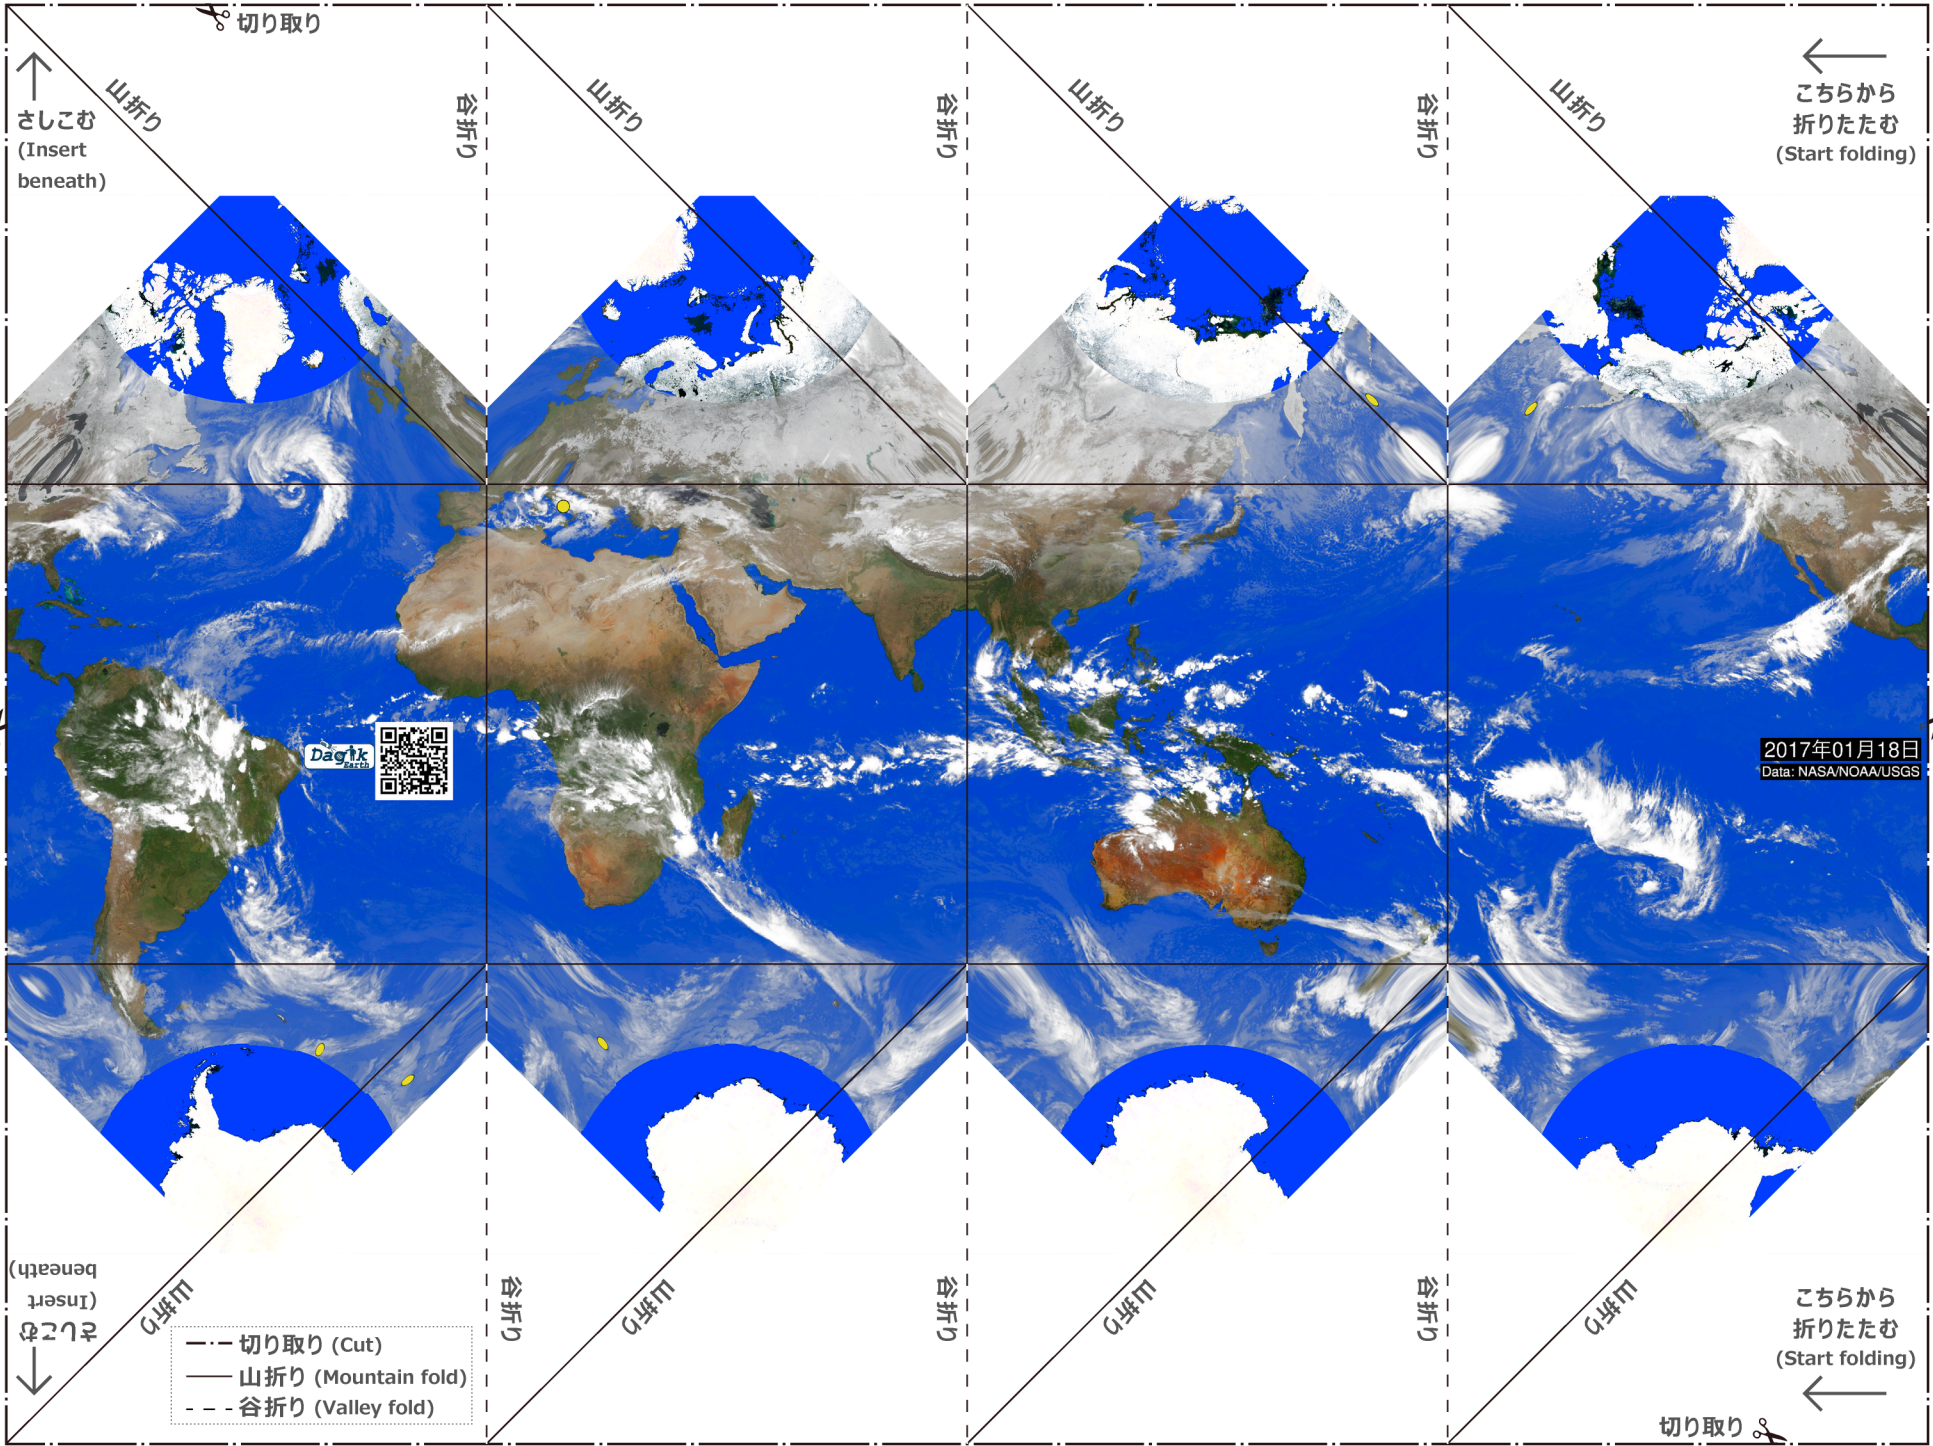 切り取り
山折り
谷折り
山折り
谷折り
山折り
谷折り
山折り
さしこむ
(Insert
beneath)
こちらから
折りたたむ
(Start folding)
Dagik
Earth
2017年01月18日
Data: NASA/NOAA/USGS
さしこむ
(Insert
beneath)
山折り
谷折り
山折り
谷折り
山折り
谷折り
山折り
こちらから
折りたたむ
(Start folding)
切り取り (Cut)
山折り (Mountain fold)
谷折り (Valley fold)
切り取り